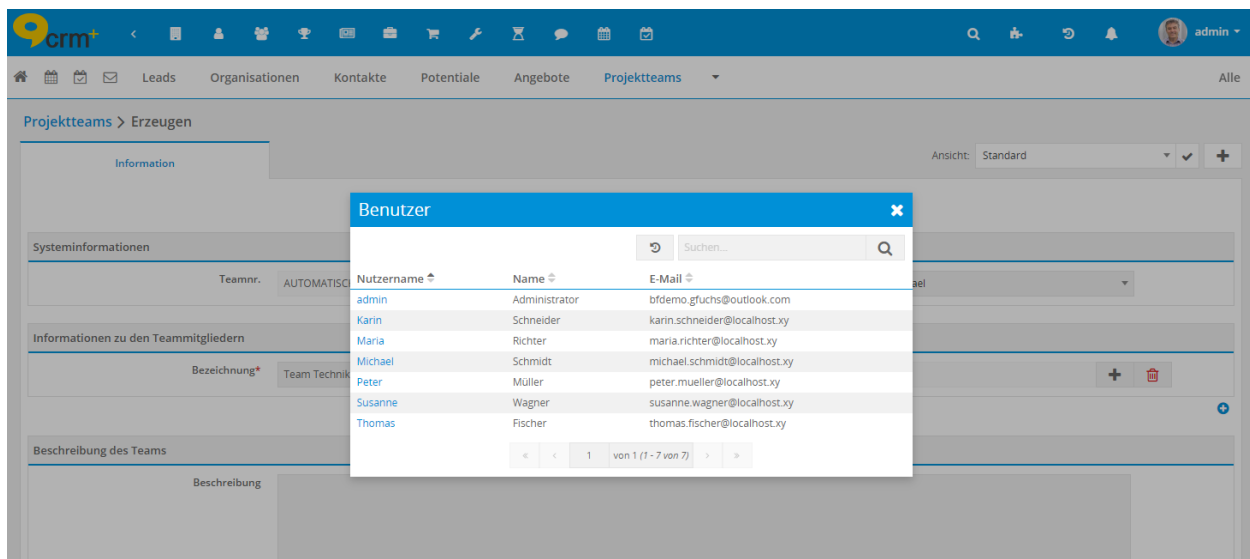 crm+
admin
Leads Organisationen Kontakte Potentiale Angebote Projektteams Alle
Projektteams > Erzeugen
Information
Ansicht: Standard
Benutzer
Suchen...
Systeminformationen
Teamnr.
Nutzername Name E-Mail
admin Administrator bfdemo.gfuchs@outlook.com
Karin Schneider karin.schneider@localhost.xy
Maria Richter maria.richter@localhost.xy
Michael Schmidt michael.schmidt@localhost.xy
Peter Müller peter.mueller@localhost.xy
Susanne Wagner susanne.wagner@localhost.xy
Thomas Fischer thomas.fischer@localhost.xy
« ‹ 1 von 1 (1 - 7 von 7) › »
Informationen zu den Teammitgliedern
Bezeichnung* Team Technik
Beschreibung des Teams
Beschreibung